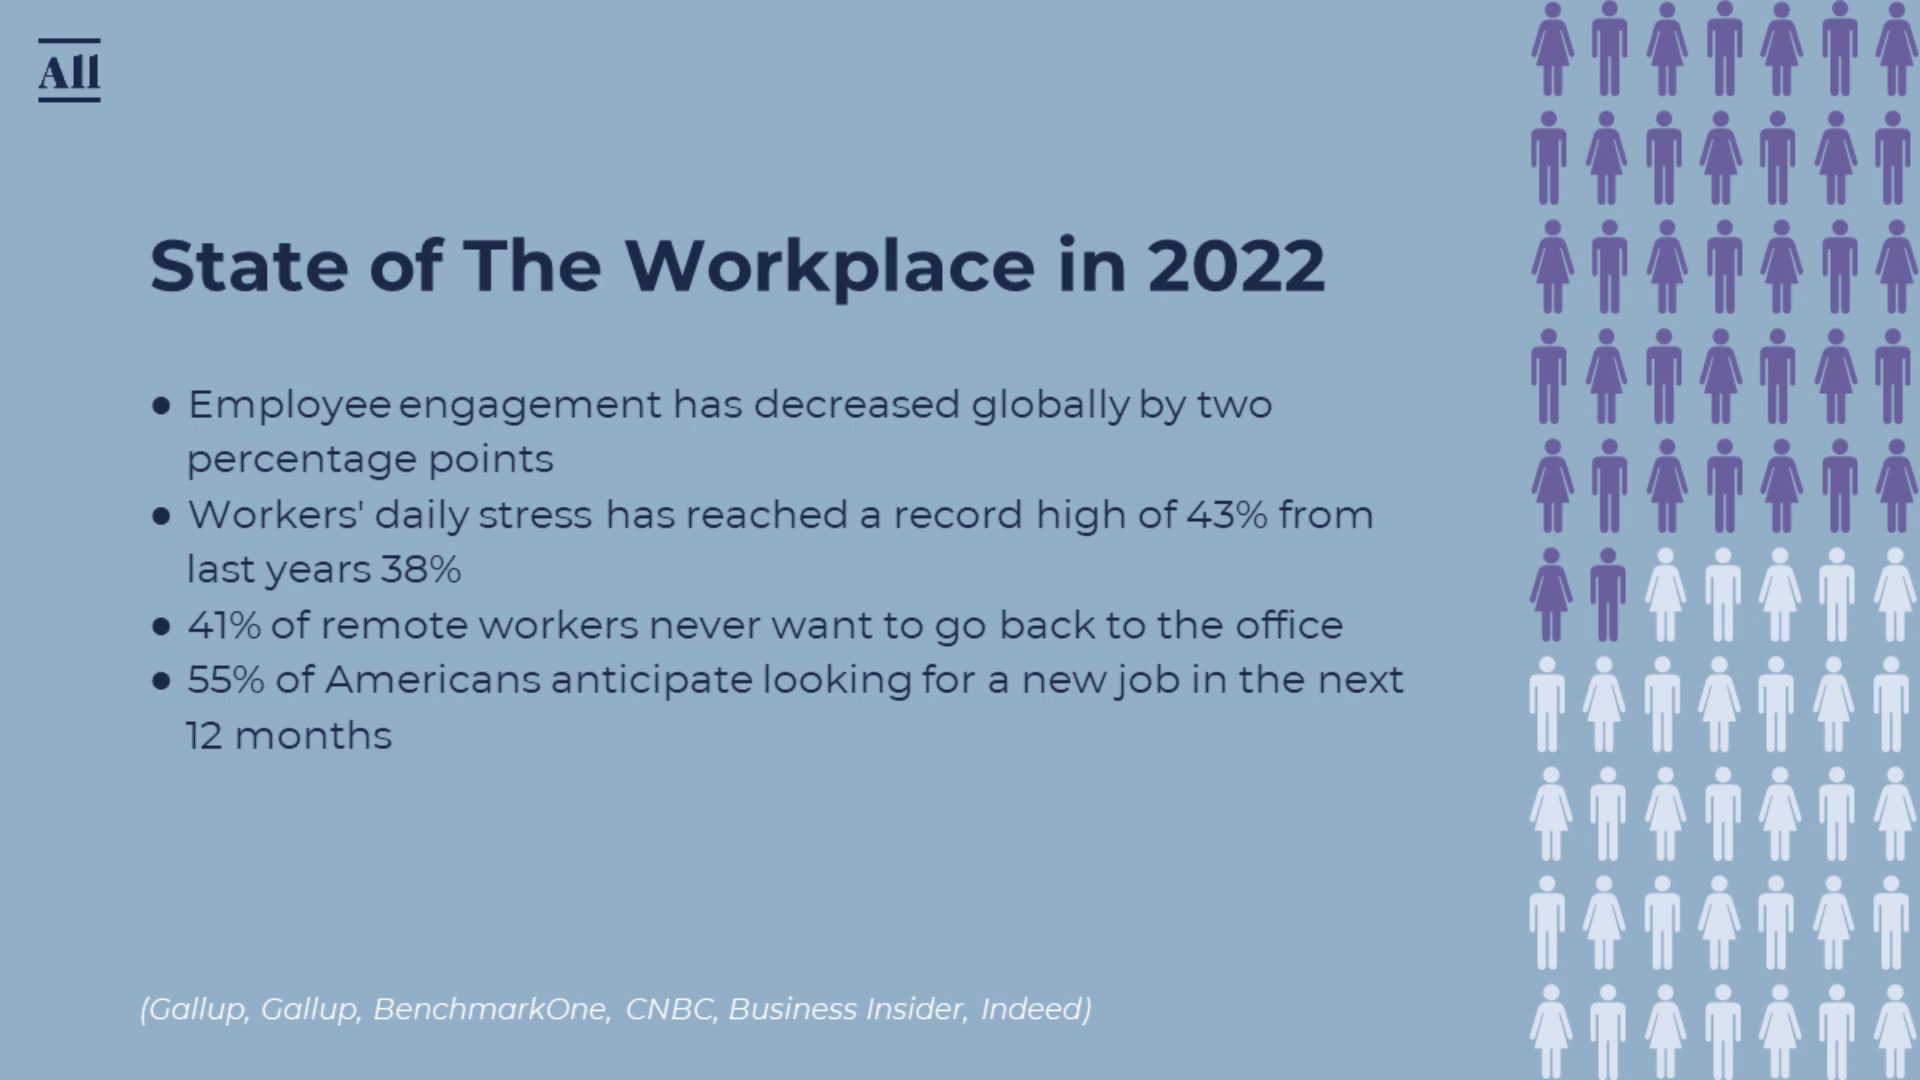 All
State of The Workplace in 2022
● Employee engagement has decreased globally by two
percentage points
● Workers' daily stress has reached a record high of 43% from
last years 38%
● 41% of remote workers never want to go back to the office
● 55% of Americans anticipate looking for a new job in the next
12 months
(Gallup, Gallup, BenchmarkOne, CNBC, Business Insider, Indeed)